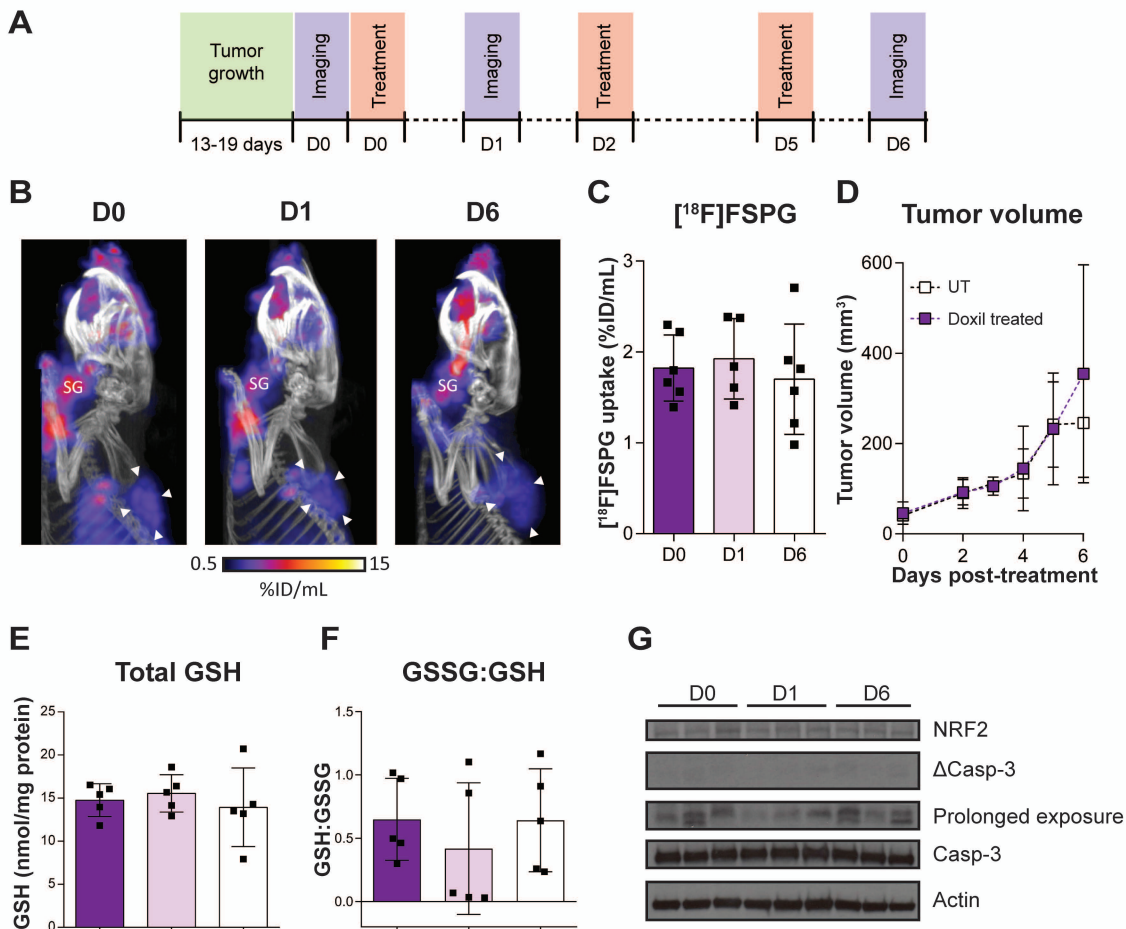 A
Tumor
growth
Imaging
Treatment
Imaging
Treatment
Treatment
Imaging
13-19 days
D0
D0
D1
D2
D5
D6
B
D0
D1
D6
SG
SG
SG
0.5
15
%ID/mL
C
[¹⁸F]FSPG
[¹⁸F]FSPG uptake (%ID/mL)
3
2
1
0
D0
D1
D6
D
Tumor volume
Tumor volume (mm³)
600
400
200
0
UT
Doxil treated
0
2
4
6
Days post-treatment
E
Total GSH
GSH (nmol/mg protein)
25
20
15
10
5
0
F
GSSG:GSH
GSH:GSSG
1.5
1.0
0.5
0.0
G
D0
D1
D6
NRF2
ΔCasp-3
Prolonged exposure
Casp-3
Actin